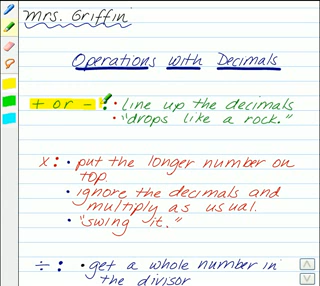 Mrs. Griffin
Operations with Decimals
+ or - : • line up the decimals
• "drops like a rock."
x: • put the longer number on
top
• ignore the decimals and
multiply as usual.
• "swing it."
÷ : • get a whole number in
the divisor